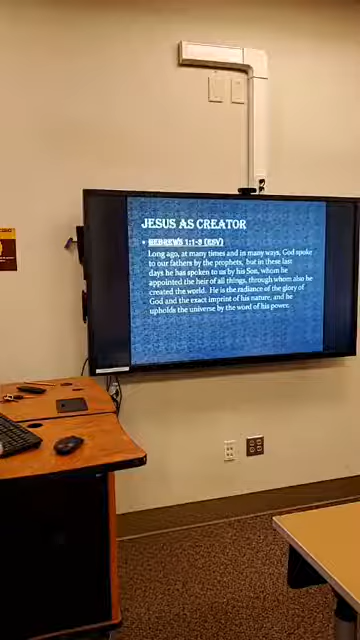 JESUS AS CREATOR
• HEBREWS 1:1-3 (ESV)
Long ago, at many times and in many ways, God spoke
to our fathers by the prophets, but in these last
days he has spoken to us by his Son, whom he
appointed the heir of all things, through whom also he
created the world. He is the radiance of the glory of
God and the exact imprint of his nature, and he
upholds the universe by the word of his power.